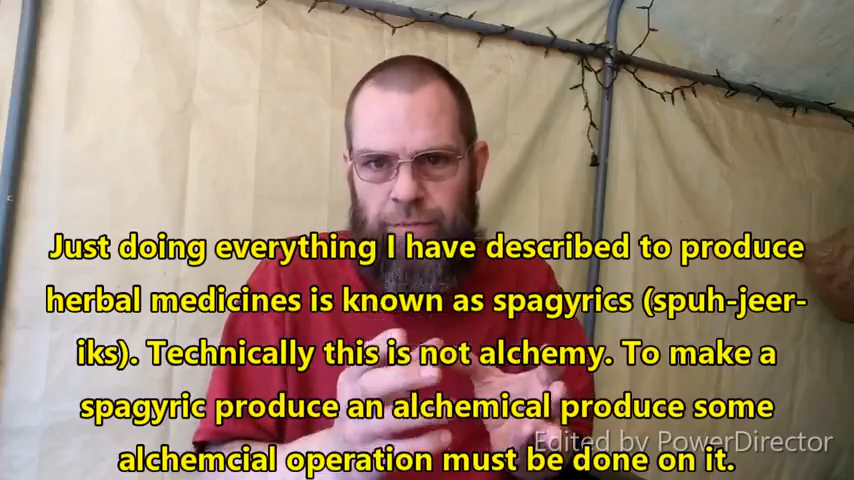 Just doing everything I have described to produce
herbal medicines is known as spagyrics (spuh-jeer-
iks). Technically this is not alchemy. To make a
spagyric produce an alchemical produce some
alchemcial operation must be done on it.
Edited by PowerDirector